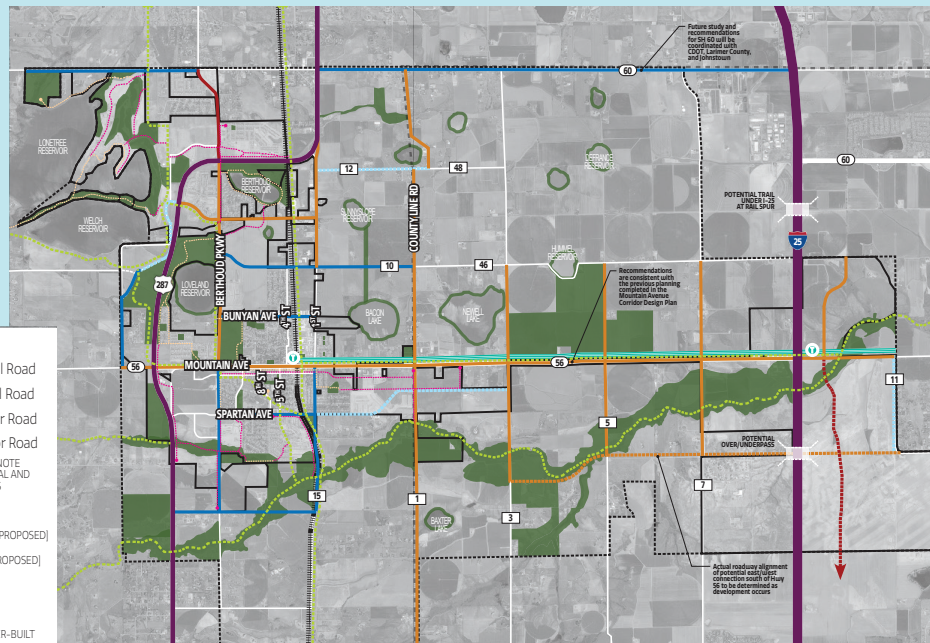 Future study and
recommendations
for SH 60 will be
coordinated with
CDOT, Larimer County,
and Johnstown
60
LONETREE
RESERVOIR
12
48
60
BERTHOUD
RESERVOIR
WELCH
RESERVOIR
SUNNYSLOPE
RESERVOIR
COUNTY LINE RD
POTENTIAL TRAIL
UNDER I-25
AT RAIL SPUR
25
BERTHOUD PKWY
HUMMEL
RESERVOIR
10
46
287
LOVELAND
RESERVOIR
Recommendations
are consistent with
the previous planning
completed in the
Mountain Avenue
Corridor Design Plan
BUNYAN AVE
4TH ST
1ST ST
BACON
LAKE
NEWELL
LAKE
56
MOUNTAIN AVE
56
11
8TH ST
5TH ST
SPARTAN AVE
5
POTENTIAL
OVER/UNDERPASS
15
1
3
7
BAXTER
LAKE
Actual roadway alignment
of potential east/west
connection south of Hwy
56 to be determined as
development occurs
l Road
l Road
r Road
or Road
NOTE
AL AND
S
PROPOSED]
ROPOSED]
R-BUILT